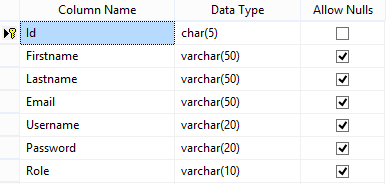 Column Name Data Type Allow Nulls
Id char(5)
Firstname varchar(50)
Lastname varchar(50)
Email varchar(50)
Username varchar(20)
Password varchar(20)
Role varchar(10)